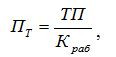 П_Т = ТП / К_раб ,